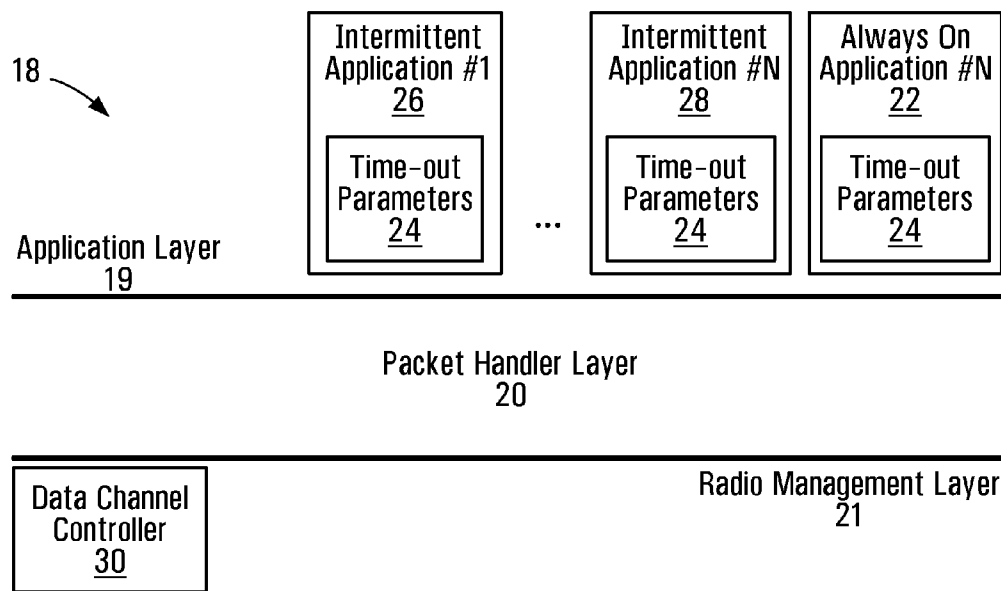 18
Intermittent
Application #1
26
Time-out
Parameters
24
...
Intermittent
Application #N
28
Time-out
Parameters
24
Always On
Application #N
22
Time-out
Parameters
24
Application Layer
19
Packet Handler Layer
20
Data Channel
Controller
30
Radio Management Layer
21